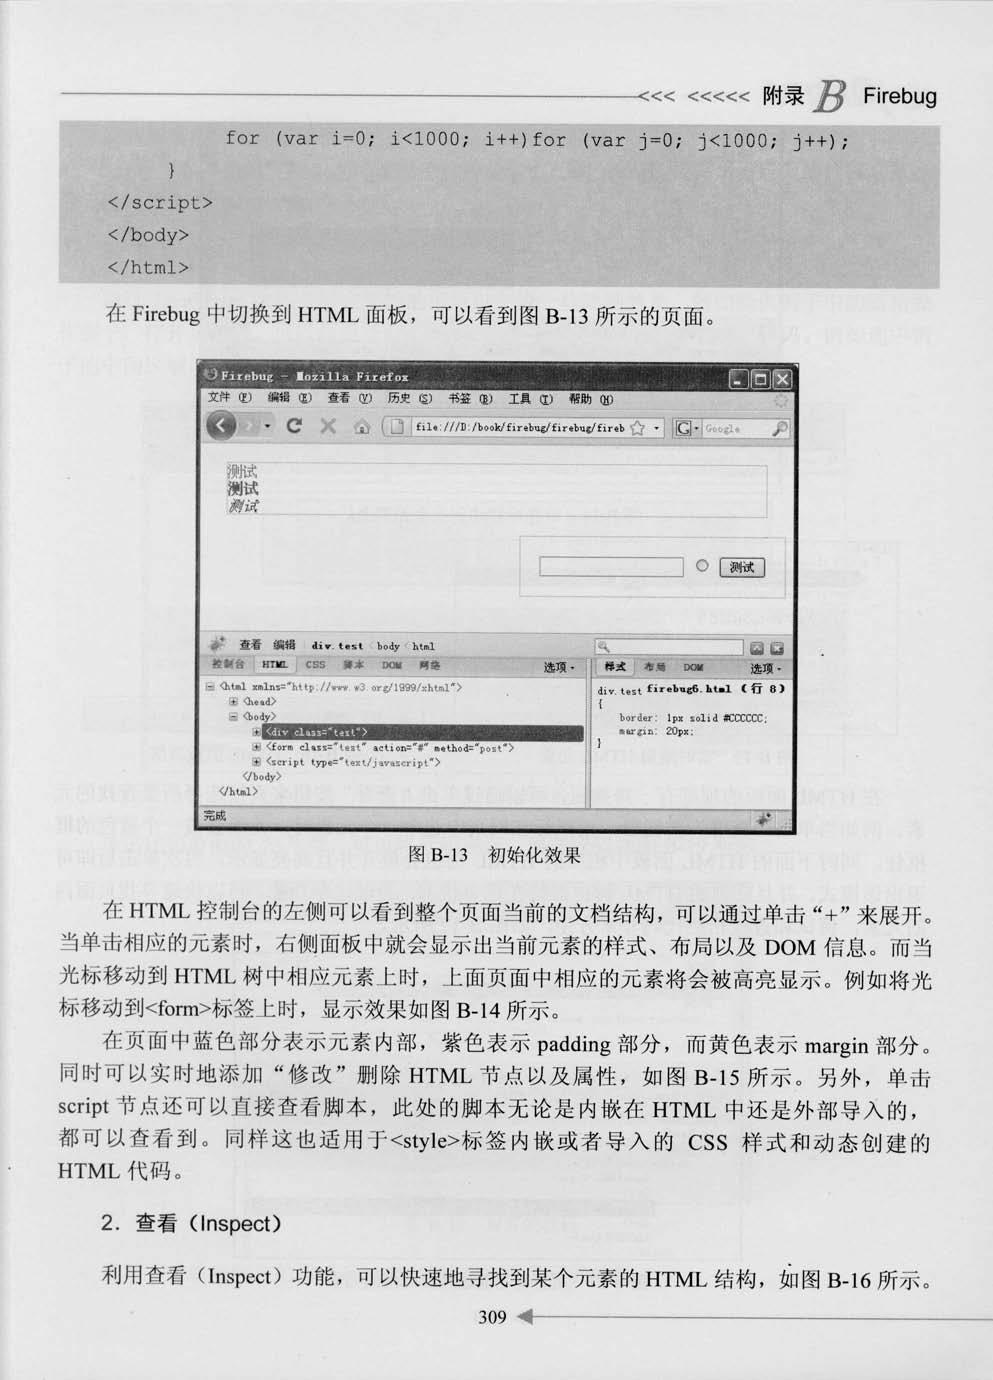 <<< <<<<< 附录 B Firebug
for (var i=0; i<1000; i++)for (var j=0; j<1000; j++);
}
</script>
</body>
</html>
在 Firebug 中切换到 HTML 面板，可以看到图 B-13 所示的页面。
Firebug - Mozilla Firefox
文件 (F) 编辑 (E) 查看 (V) 历史 (S) 书签 (B) 工具 (T) 帮助 (H)
file:///D:/book/firebug/firebug/fireb G Google
测试
测试
测试
测试
查看 编辑 div.test < body < html
控制台 HTML CSS 脚本 DOM 网络 选项 样式 布局 DOM 选项
<html xmlns="http://www.w3.org/1999/xhtml">
<head>
<body>
<div class="test">
<form class="test" action="#" method="post">
<script type="text/javascript">
</body>
</html>
div.test firebug6.html (行 8)
{
border: 1px solid #CCCCCC;
margin: 20px;
}
完成
图 B-13 初始化效果
在 HTML 控制台的左侧可以看到整个页面当前的文档结构，可以通过单击“+”来展开。
当单击相应的元素时，右侧面板中就会显示出当前元素的样式、布局以及 DOM 信息。而当
光标移动到 HTML 树中相应元素上时，上面页面中相应的元素将会被高亮显示。例如将光
标移动到<form>标签上时，显示效果如图 B-14 所示。
在页面中蓝色部分表示元素内部，紫色表示 padding 部分，而黄色表示 margin 部分。
同时可以实时地添加“修改”删除 HTML 节点以及属性，如图 B-15 所示。另外，单击
script 节点还可以直接查看脚本，此处的脚本无论是内嵌在 HTML 中还是外部导入的，
都可以查看到。同样这也适用于<style>标签内嵌或者导入的 CSS 样式和动态创建的
HTML 代码。
2．查看（Inspect）
利用查看（Inspect）功能，可以快速地寻找到某个元素的 HTML 结构，如图 B-16 所示。
309